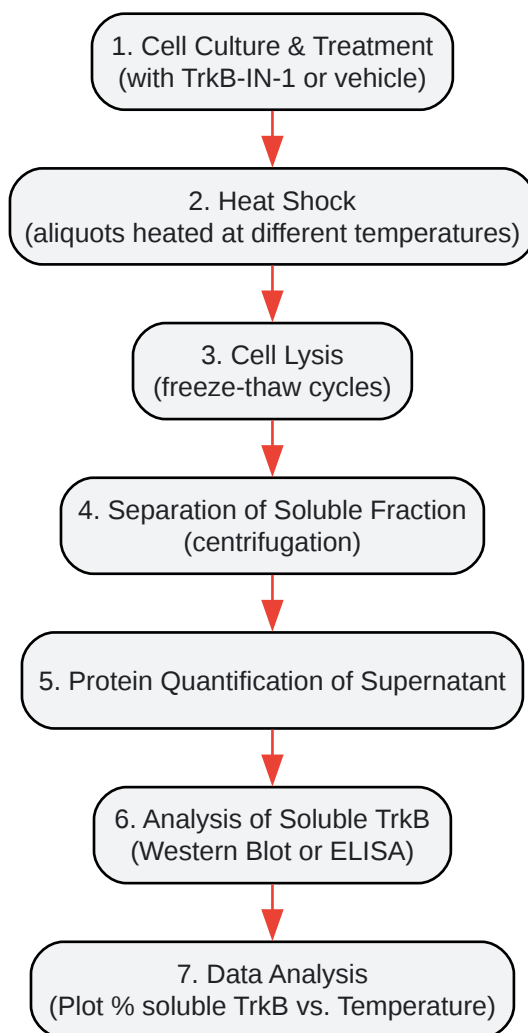 1. Cell Culture & Treatment
(with TrkB-IN-1 or vehicle)
2. Heat Shock
(aliquots heated at different temperatures)
3. Cell Lysis
(freeze-thaw cycles)
4. Separation of Soluble Fraction
(centrifugation)
5. Protein Quantification of Supernatant
6. Analysis of Soluble TrkB
(Western Blot or ELISA)
7. Data Analysis
(Plot % soluble TrkB vs. Temperature)